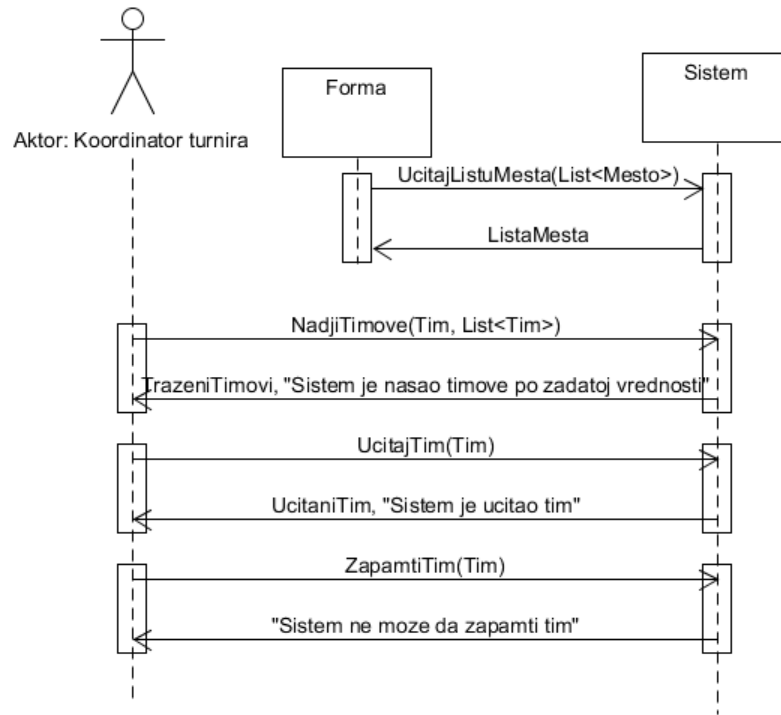 Forma
Sistem
Aktor: Koordinator turnira
UcitajListuMesta(List<Mesto>)
ListaMesta
NadjiTimove(Tim, List<Tim>)
TrazeniTimovi, "Sistem je nasao timove po zadatoj vrednosti"
UcitajTim(Tim)
UcitaniTim, "Sistem je ucitao tim"
ZapamtiTim(Tim)
"Sistem ne moze da zapamti tim"